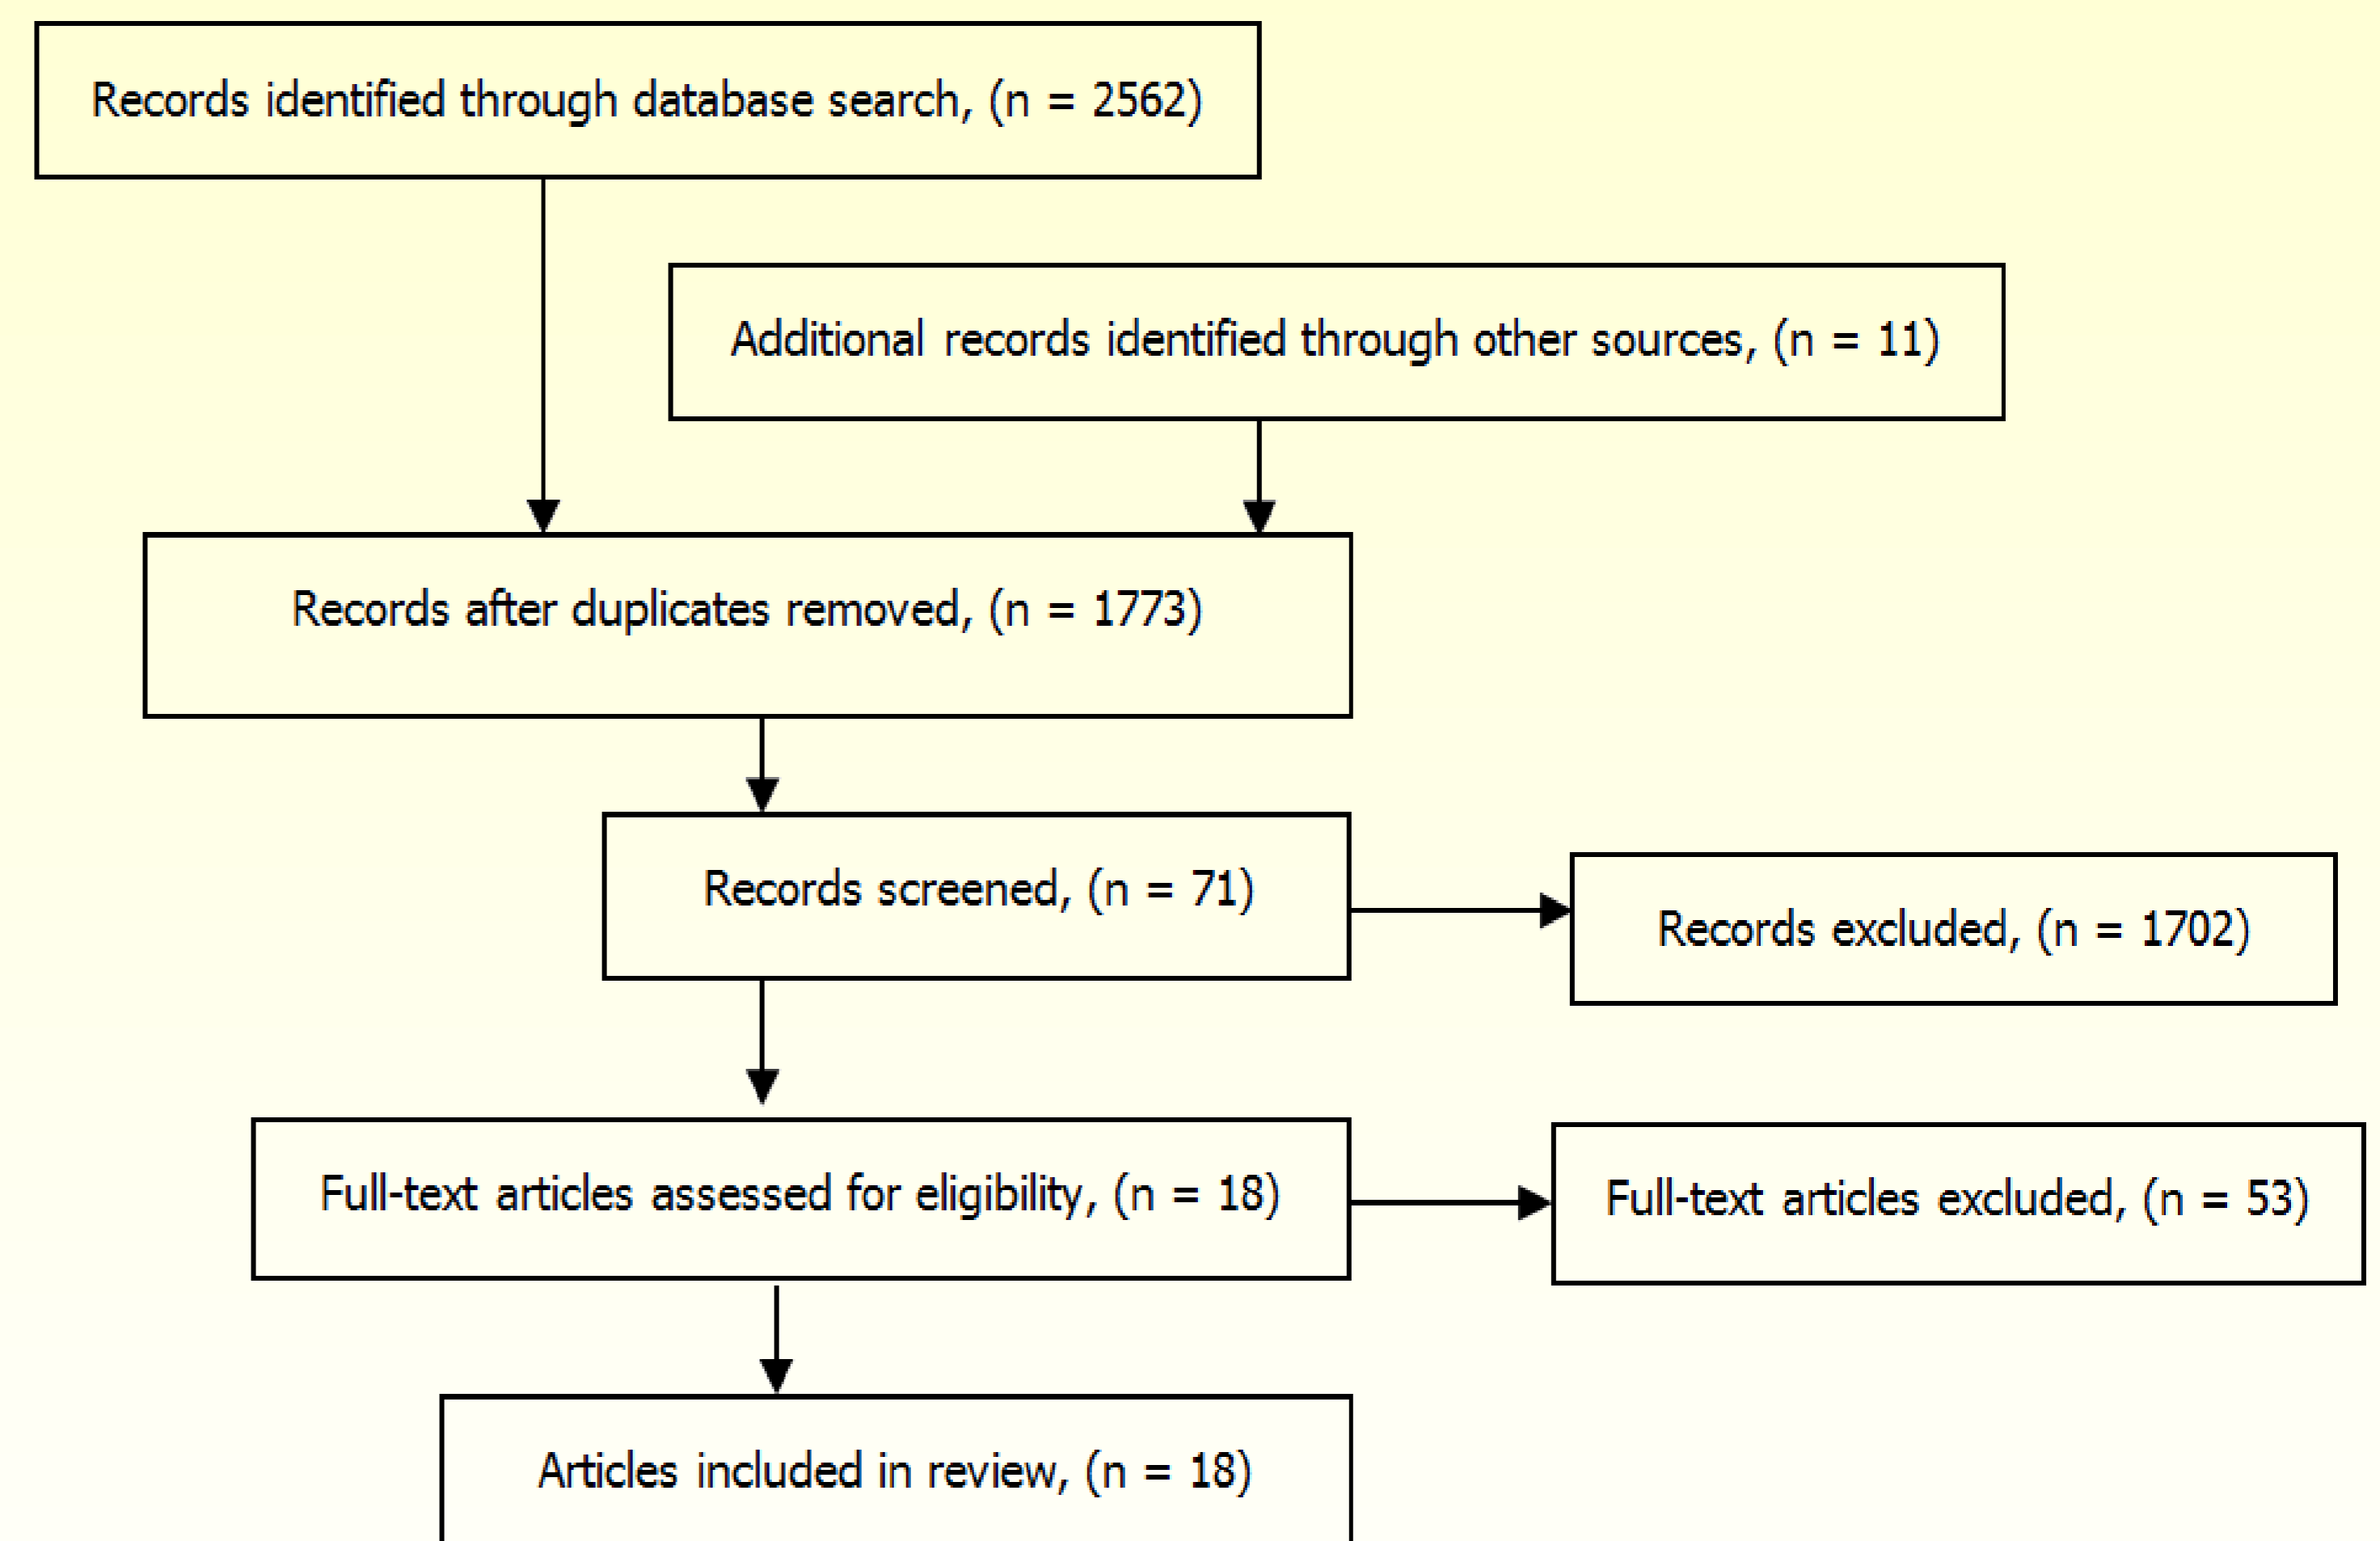 Records identified through database search, (n = 2562)
Additional records identified through other sources, (n = 11)
Records after duplicates removed, (n = 1773)
Records screened, (n = 71)
Records excluded, (n = 1702)
Full-text articles assessed for eligibility, (n = 18)
Full-text articles excluded, (n = 53)
Articles included in review, (n = 18)